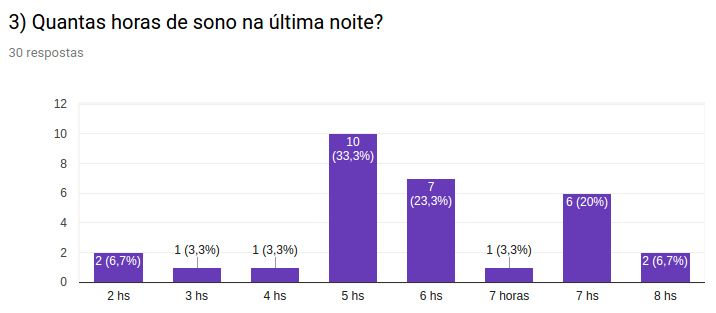 3) Quantas horas de sono na última noite?
30 respostas
12
10
8
6
4
2
0
2 (6,7%)
1 (3,3%)
1 (3,3%)
10
(33,3%)
7
(23,3%)
1 (3,3%)
6 (20%)
2 (6,7%)
2 hs
3 hs
4 hs
5 hs
6 hs
7 horas
7 hs
8 hs